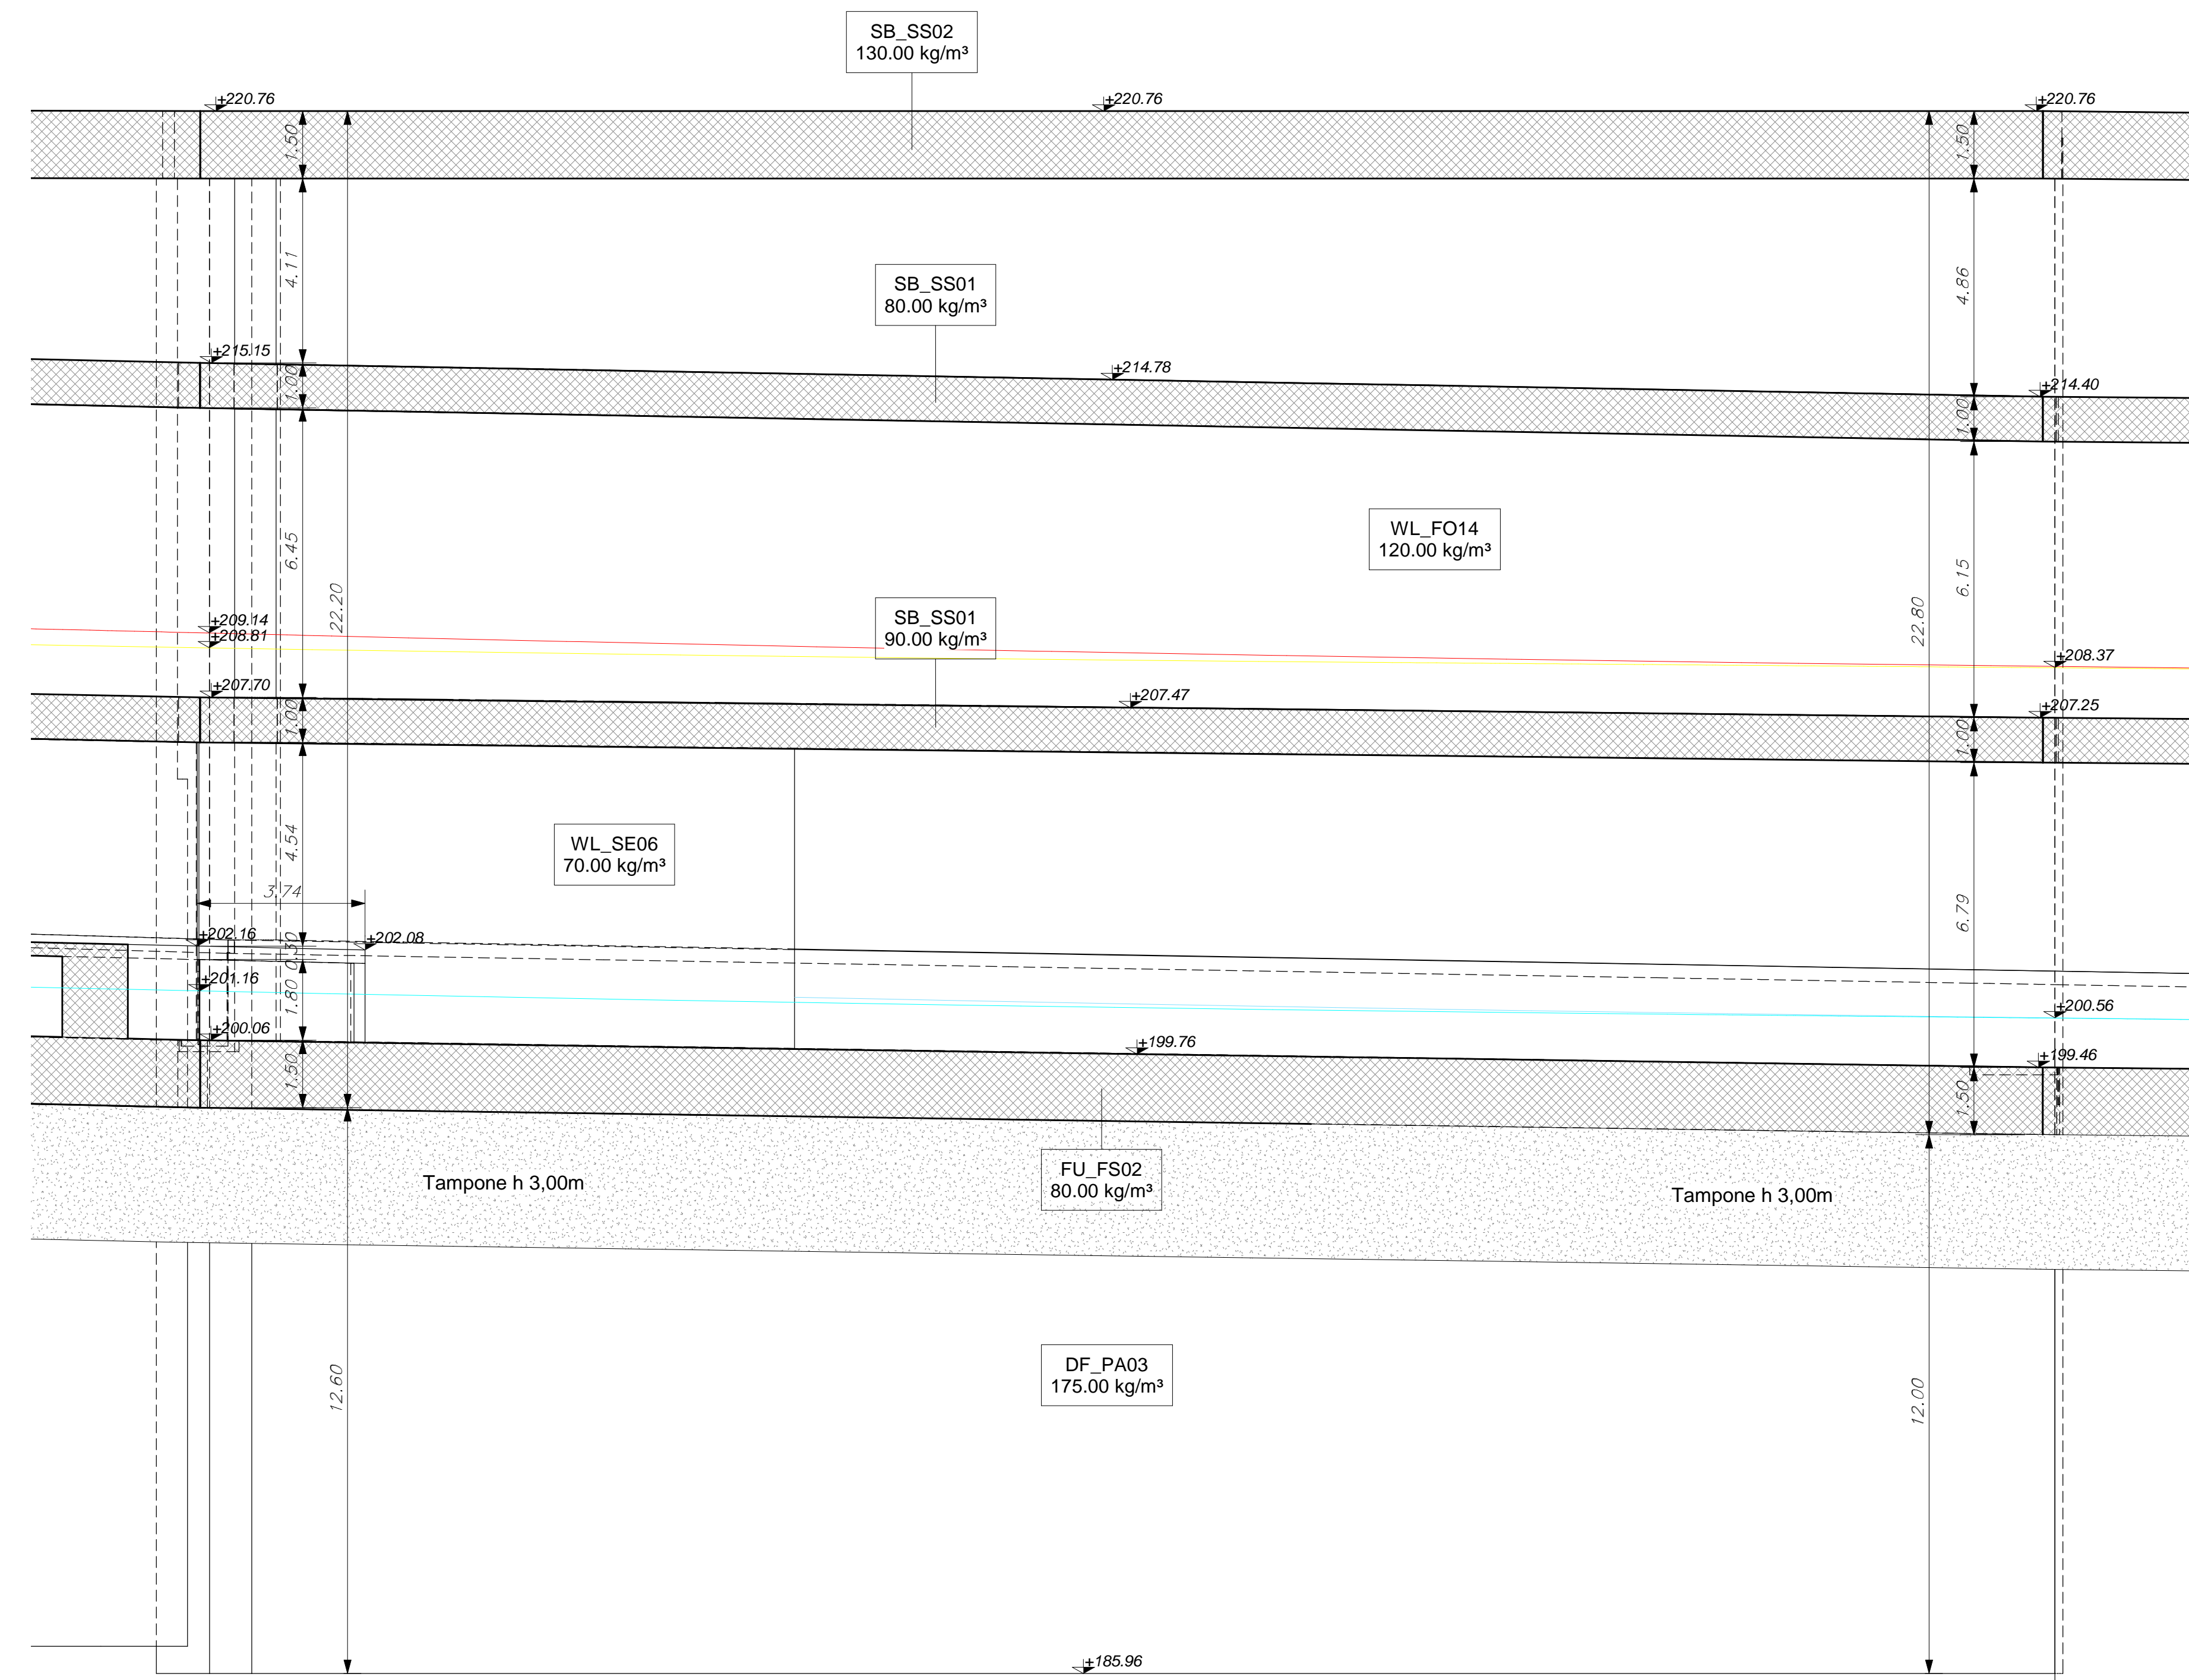 SB_SS02
130.00 kg/m³
+220.76
+220.76
+220.76
1.50
1.50
4.11
4.86
SB_SS01
80.00 kg/m³
+215.15
+214.78
+214.40
1.00
1.00
6.45
WL_FO14
120.00 kg/m³
6.15
22.20
22.80
SB_SS01
90.00 kg/m³
+209.14
+208.81
+208.37
+207.70
+207.47
+207.25
1.00
1.00
4.54
WL_SE06
70.00 kg/m³
3.74
6.79
+202.16
+202.08
0.30
+201.16
1.80
+200.56
+200.06
+199.76
+199.46
1.50
1.50
Tampone h 3,00m
FU_FS02
80.00 kg/m³
Tampone h 3,00m
DF_PA03
175.00 kg/m³
12.60
12.00
+185.96